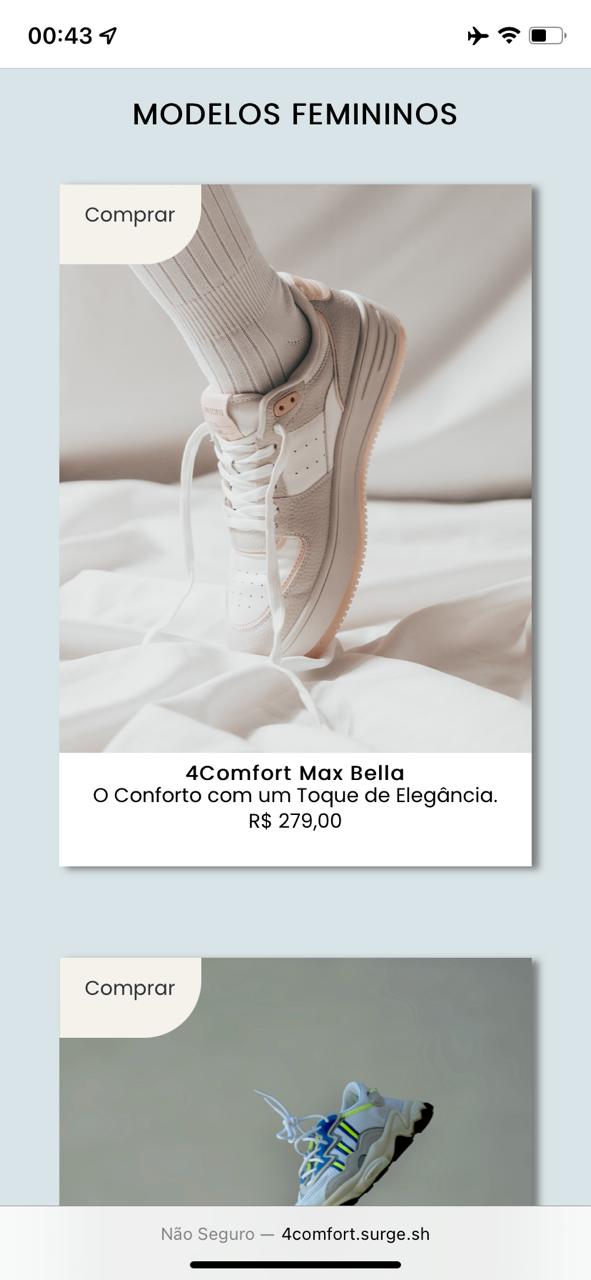 00:43
MODELOS FEMININOS
Comprar
4Comfort Max Bella
O Conforto com um Toque de Elegância.
R$ 279,00
Comprar
Não Seguro — 4comfort.surge.sh